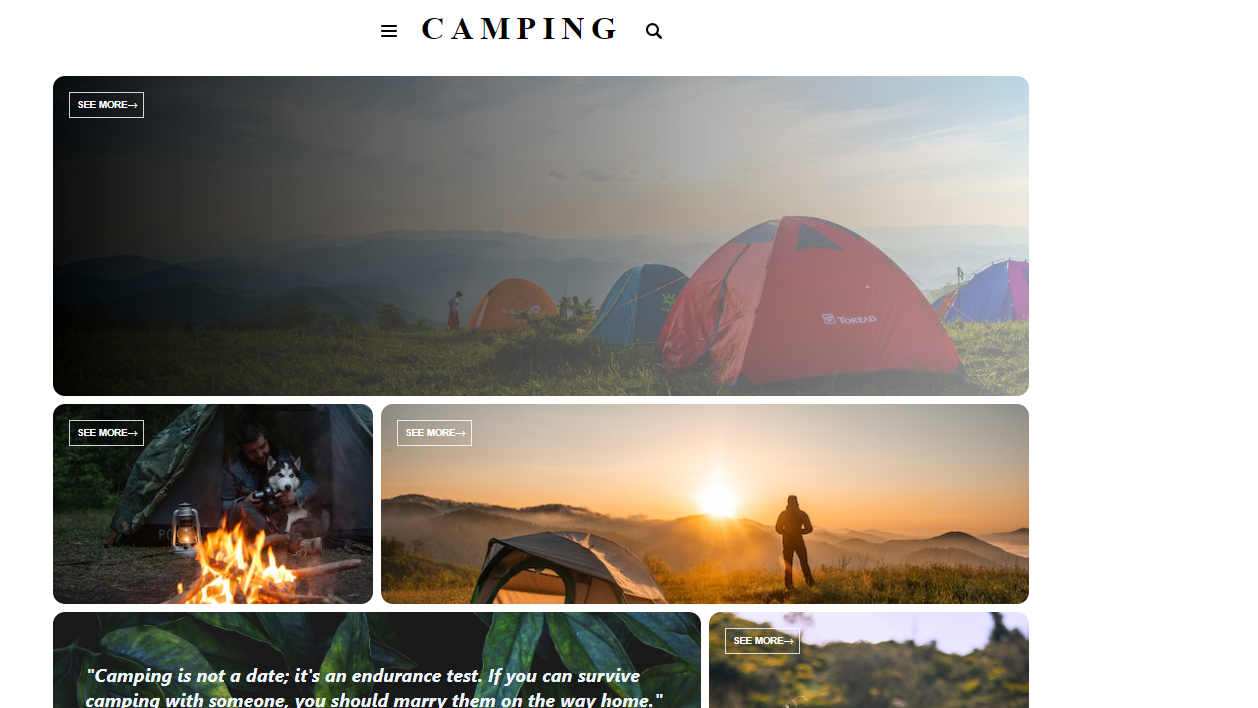 CAMPING
SEE MORE→
TOREAD
SEE MORE→
SEE MORE→
"Camping is not a date; it's an endurance test. If you can survive
camping with someone, you should marry them on the way home."
SEE MORE→